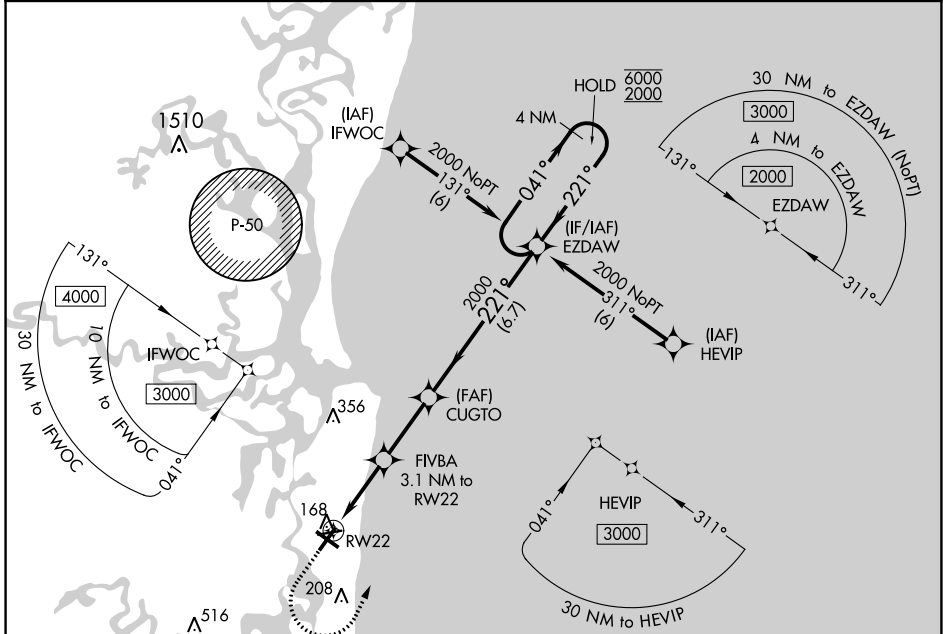 HOLD
6000
2000
4 NM
30 NM to EZDAW (NoPT)
3000
4 NM to EZDAW
2000
EZDAW
131°
311°
1510
(IAF)
IFWOC
2000 NoPT
131°
(6)
041°
221°
(IF/IAF)
EZDAW
P-50
2000 NoPT
311°
(6)
(IAF)
HEVIP
2000
221°
(6.7)
131°
4000
10 NM to IFWOC
30 NM to IFWOC
IFWOC
3000
041°
(FAF)
CUGTO
356
FIVBA
3.1 NM to
RW22
168
RW22
208
516
041°
HEVIP
3000
311°
30 NM to HEVIP